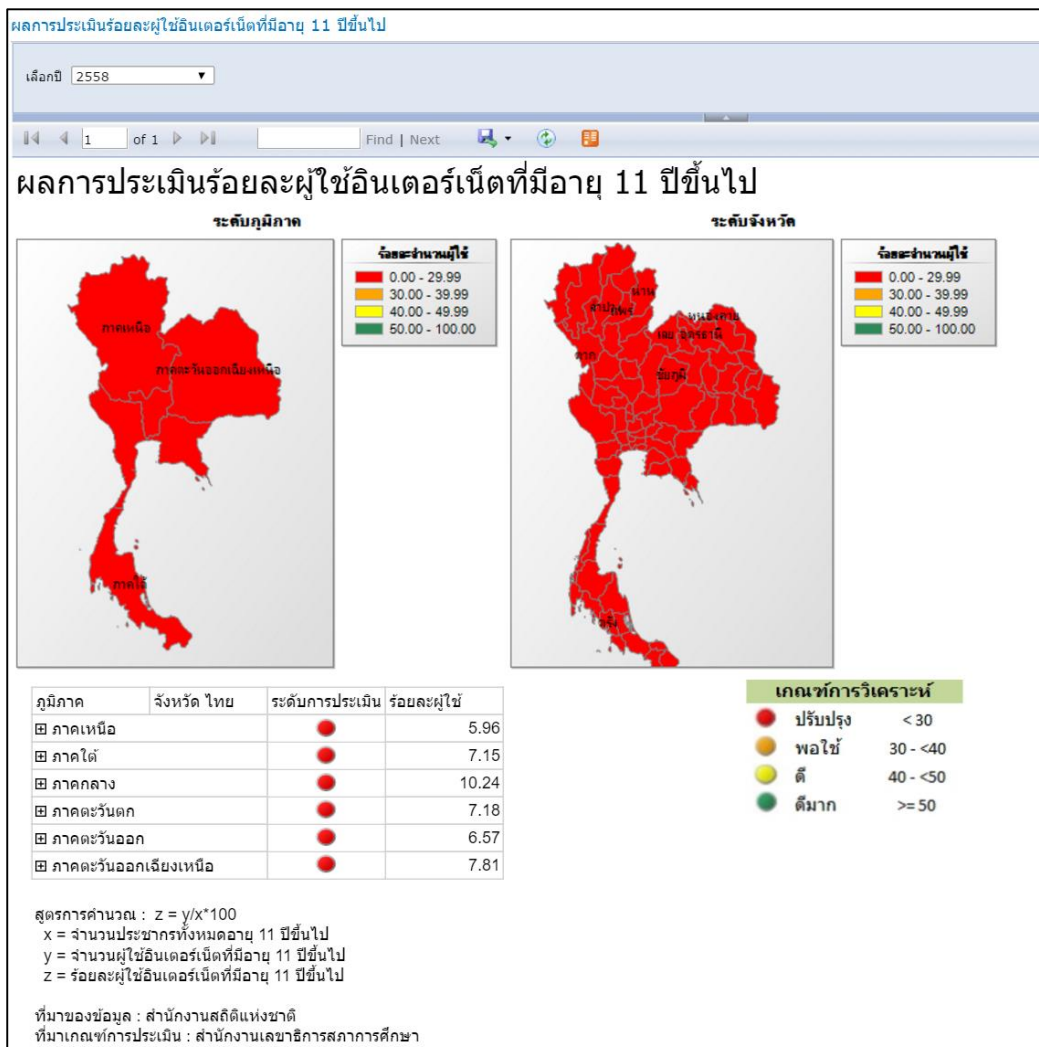 ผลการประเมินร้อยละผู้ใช้อินเตอร์เน็ตที่มีอายุ 11 ปีขึ้นไป
เลือกปี 2558
1 of 1 Find | Next
ผลการประเมินร้อยละผู้ใช้อินเตอร์เน็ตที่มีอายุ 11 ปีขึ้นไป
ระดับภูมิภาค
ร้อยละจำนวนผู้ใช้
0.00 - 29.99
30.00 - 39.99
40.00 - 49.99
50.00 - 100.00
ภาคเหนือ
ภาคตะวันออกเฉียงเหนือ
ภาคใต้
ระดับจังหวัด
ร้อยละจำนวนผู้ใช้
0.00 - 29.99
30.00 - 39.99
40.00 - 49.99
50.00 - 100.00
น่าน
หนองคาย
เลย อุดรธานี
ตาก
ชัยภูมิ
ตรัง
ภูมิภาค จังหวัด ไทย ระดับการประเมิน ร้อยละผู้ใช้
ภาคเหนือ 5.96
ภาคใต้ 7.15
ภาคกลาง 10.24
ภาคตะวันตก 7.18
ภาคตะวันออก 6.57
ภาคตะวันออกเฉียงเหนือ 7.81
เกณฑ์การวิเคราะห์
ปรับปรุง < 30
พอใช้ 30 - <40
ดี 40 - <50
ดีมาก >= 50
สูตรการคำนวณ : z = y/x*100
x = จำนวนประชากรทั้งหมดอายุ 11 ปีขึ้นไป
y = จำนวนผู้ใช้อินเตอร์เน็ตที่มีอายุ 11 ปีขึ้นไป
z = ร้อยละผู้ใช้อินเตอร์เน็ตที่มีอายุ 11 ปีขึ้นไป
ที่มาของข้อมูล : สำนักงานสถิติแห่งชาติ
ที่มาเกณฑ์การประเมิน : สำนักงานเลขาธิการสภาการศึกษา